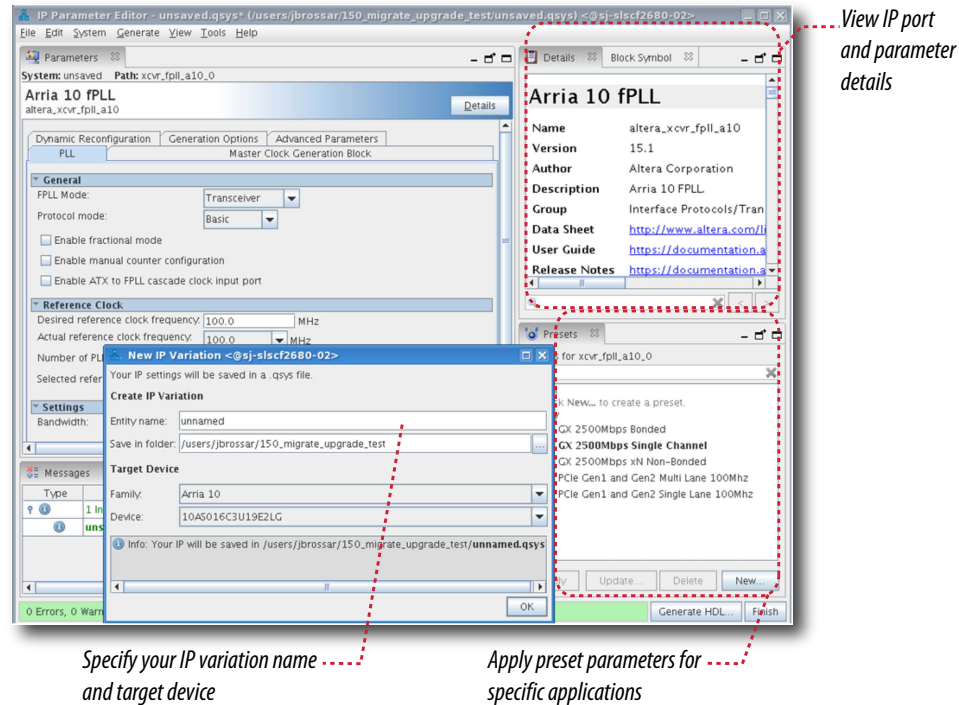 IP Parameter Editor - unsaved.qsys* (/users/jbrossar/150_migrate_upgrade_test/unsaved.qsys) <@sj-slscf2680-02>
File Edit System Generate View Tools Help
Parameters
System: unsaved Path: xcvr_fpll_a10_0
Arria 10 fPLL
altera_xcvr_fpll_a10
Details
Dynamic Reconfiguration Generation Options Advanced Parameters
PLL Master Clock Generation Block
General
FPLL Mode: Transceiver
Protocol mode: Basic
Enable fractional mode
Enable manual counter configuration
Enable ATX to FPLL cascade clock input port
Reference Clock
Desired reference clock frequency: 100.0 MHz
Actual reference clock frequency: 100.0 MHz
Number of PL
Selected refer
Settings
Bandwidth:
Messages
Type
1 In
uns
0 Errors, 0 Warn
Details Block Symbol
Arria 10 fPLL
Name altera_xcvr_fpll_a10
Version 15.1
Author Altera Corporation
Description Arria 10 FPLL.
Group Interface Protocols/Tran
Data Sheet http://www.altera.com/li
User Guide https://documentation.a
Release Notes https://documentation.a
Presets
for xcvr_fpll_a10_0
k New... to create a preset.
GX 2500Mbps Bonded
GX 2500Mbps Single Channel
GX 2500Mbps xN Non-Bonded
PCIe Gen1 and Gen2 Multi Lane 100Mhz
PCIe Gen1 and Gen2 Single Lane 100Mhz
y Update... Delete New...
Generate HDL... Finish
New IP Variation <@sj-slscf2680-02>
Your IP settings will be saved in a .qsys file.
Create IP Variation
Entity name: unnamed
Save in folder: /users/jbrossar/150_migrate_upgrade_test ...
Target Device
Family: Arria 10
Device: 10AS016C3U19E2LG
Info: Your IP will be saved in /users/jbrossar/150_migrate_upgrade_test/unnamed.qsys
OK
View IP port
and parameter
details
Specify your IP variation name
and target device
Apply preset parameters for
specific applications